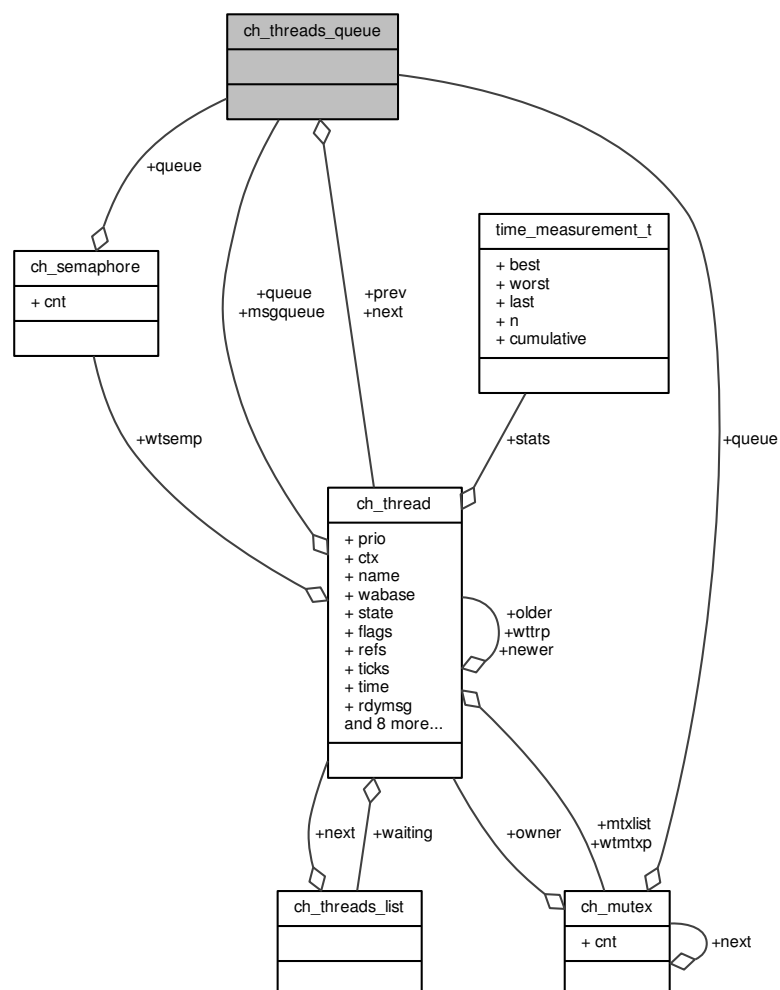 ch_threads_queue
+queue
time_measurement_t
+ best
+ worst
+ last
+ n
+ cumulative
ch_semaphore
+ cnt
+queue
+msgqueue
+prev
+next
+wtsemp
+stats
+queue
ch_thread
+ prio
+ ctx
+ name
+ wabase
+ state
+ flags
+ refs
+ ticks
+ time
+ rdymsg
and 8 more...
+older
+wttrp
+newer
+next
+waiting
+owner
+mtxlist
+wtmtxp
ch_threads_list
ch_mutex
+ cnt
+next